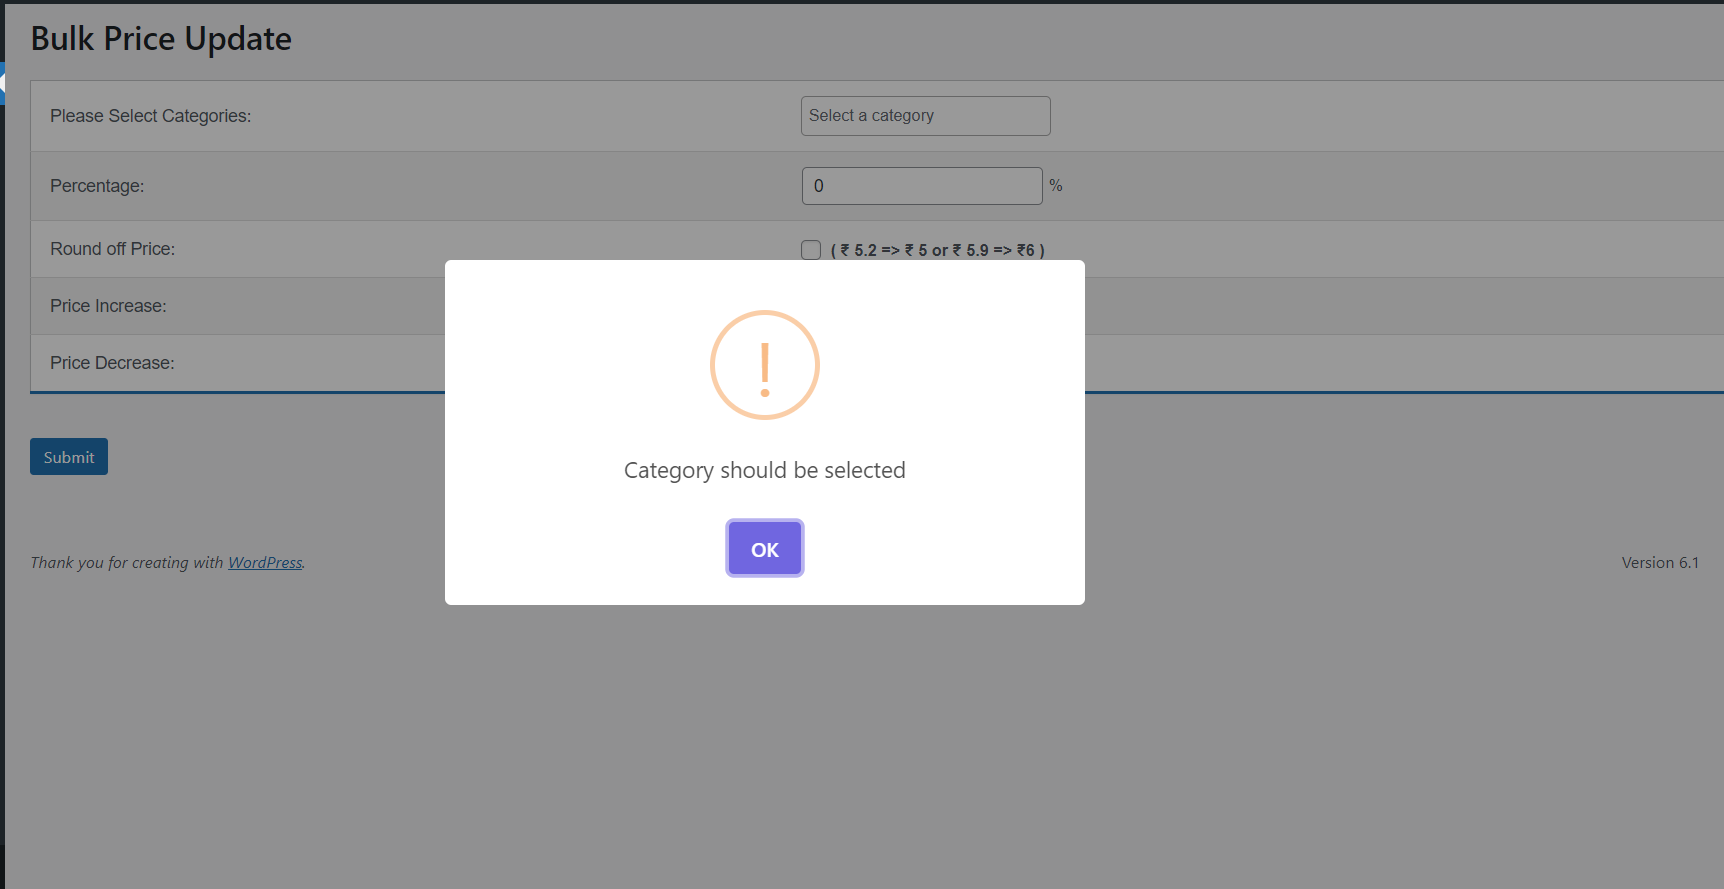 Bulk Price Update
Please Select Categories:
Select a category
Percentage:
0
%
Round off Price:
( ₹ 5.2 => ₹ 5 or ₹ 5.9 => ₹6 )
Price Increase:
Price Decrease:
!
Category should be selected
OK
Submit
Thank you for creating with WordPress.
Version 6.1